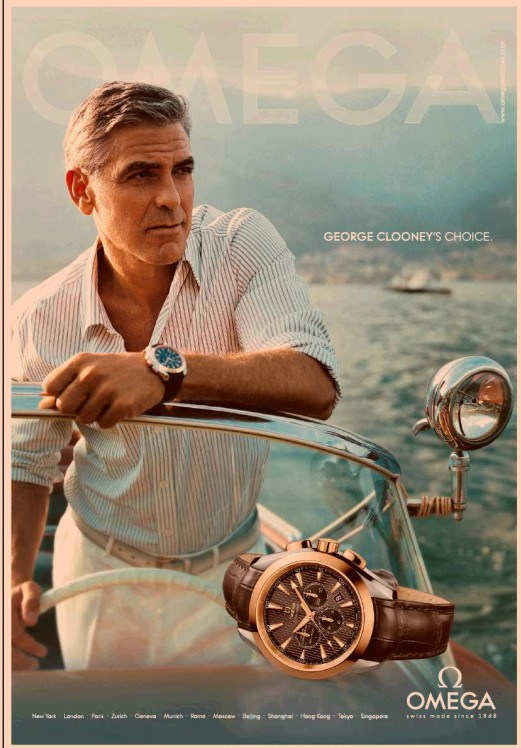 OMEGA
GEORGE CLOONEY'S CHOICE.
Ω
OMEGA
swiss made since 1848
New York · London · Paris · Zurich · Geneva · Munich · Rome · Moscow · Beijing · Shanghai · Hong Kong · Tokyo · Singapore